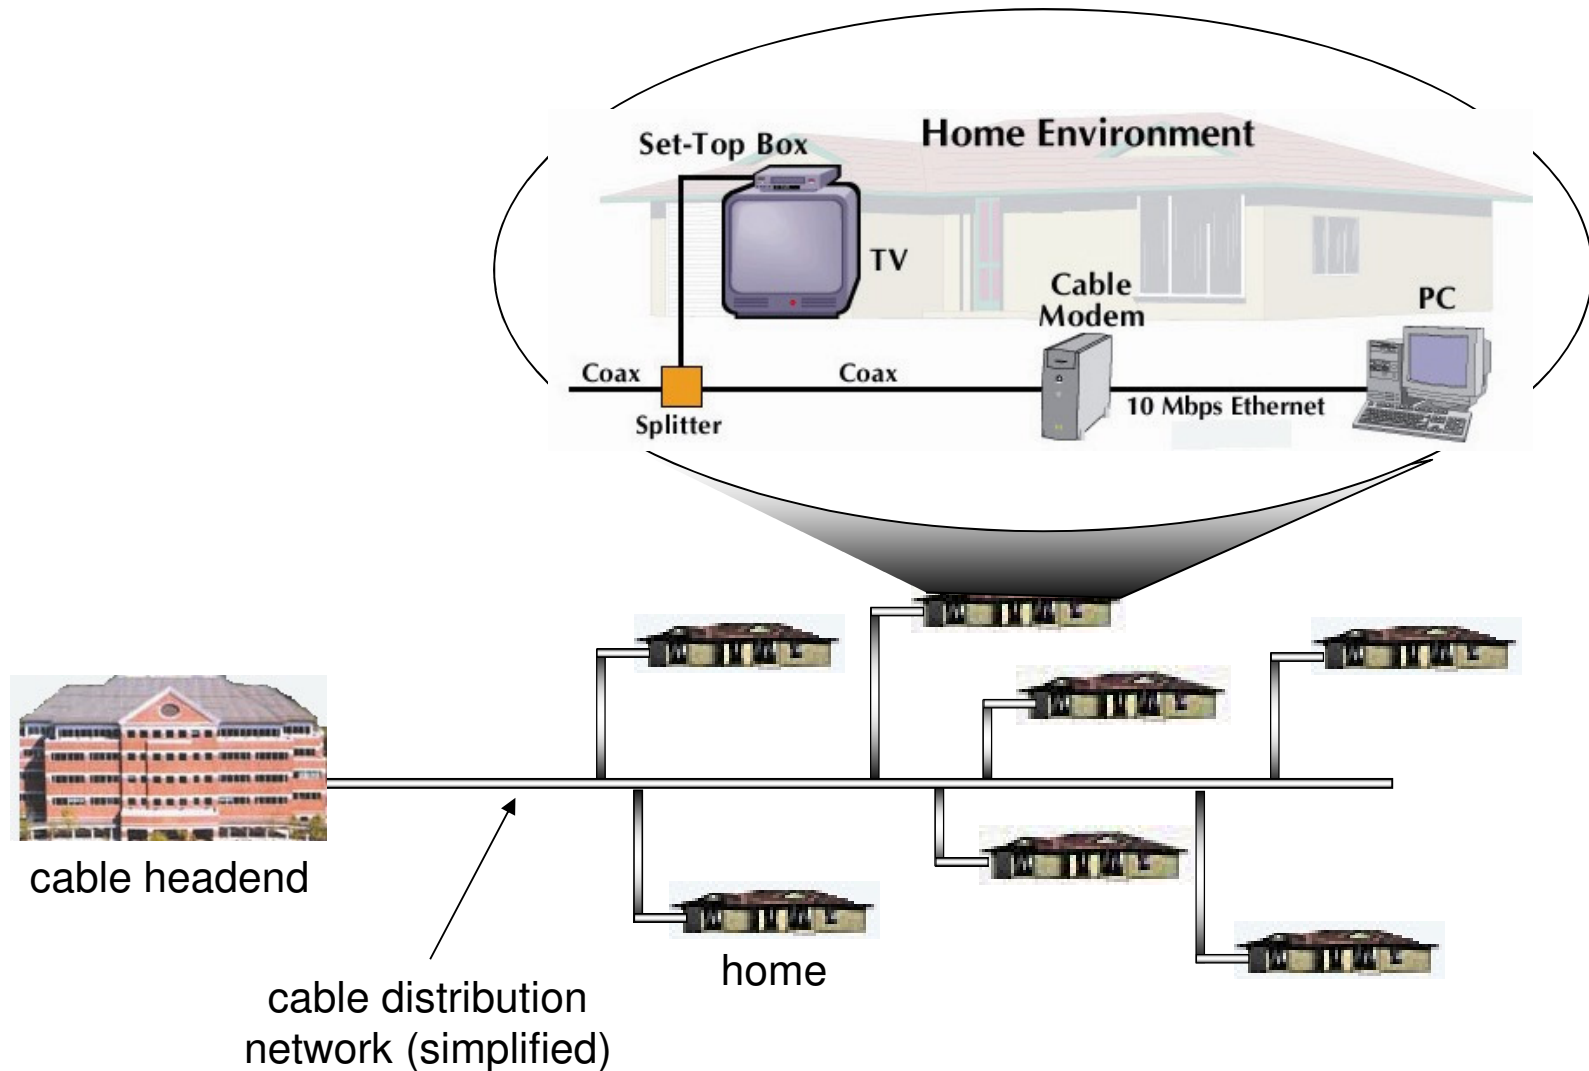 Home Environment
Set-Top Box
TV
Cable
Modem
PC
Coax
Coax
10 Mbps Ethernet
Splitter
cable headend
home
cable distribution
network (simplified)